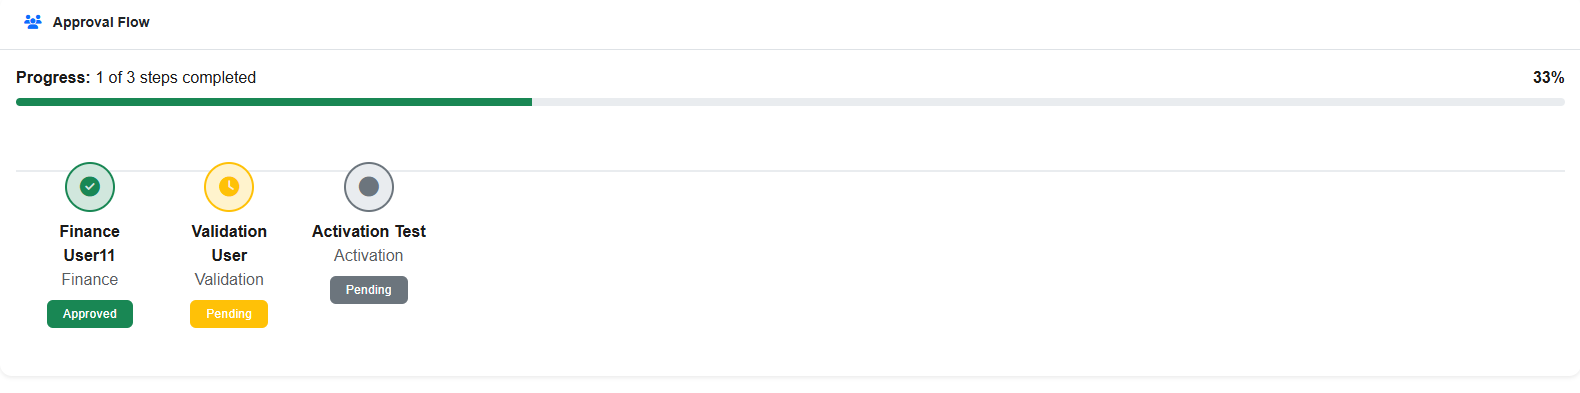 Approval Flow
Progress: 1 of 3 steps completed
33%
Finance
User11
Finance
Approved
Validation
User
Validation
Pending
Activation Test
Activation
Pending